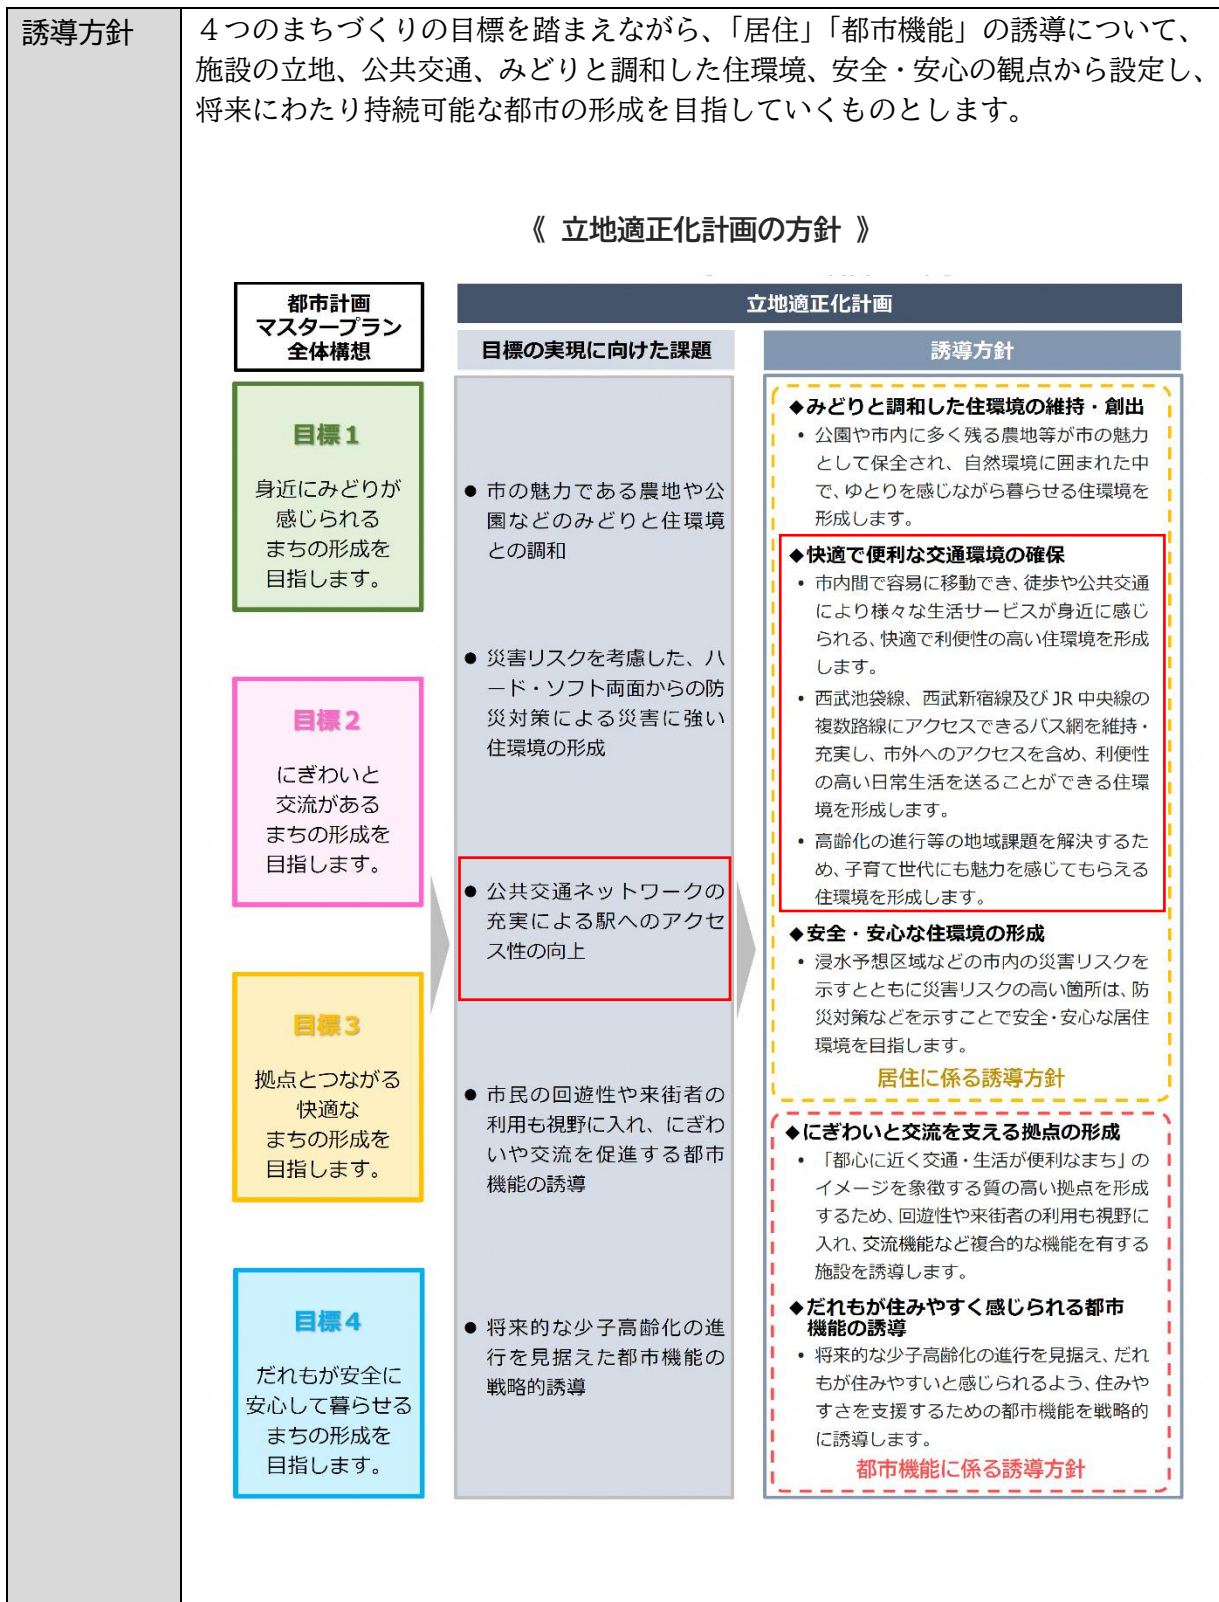 誘導方針
４つのまちづくりの目標を踏まえながら、「居住」「都市機能」の誘導について、
施設の立地、公共交通、みどりと調和した住環境、安全・安心の観点から設定し、
将来にわたり持続可能な都市の形成を目指していくものとします。
《 立地適正化計画の方針 》
都市計画
マスタープラン
全体構想
目標１
身近にみどりが
感じられる
まちの形成を
目指します。
目標２
にぎわいと
交流がある
まちの形成を
目指します。
目標３
拠点とつながる
快適な
まちの形成を
目指します。
目標４
だれもが安全に
安心して暮らせる
まちの形成を
目指します。
立地適正化計画
目標の実現に向けた課題
● 市の魅力である農地や公
園などのみどりと住環境
との調和
● 災害リスクを考慮した、ハ
ード・ソフト両面からの防
災対策による災害に強い
住環境の形成
● 公共交通ネットワークの
充実による駅へのアクセ
ス性の向上
● 市民の回遊性や来街者の
利用も視野に入れ、にぎわ
いや交流を促進する都市
機能の誘導
● 将来的な少子高齢化の進
行を見据えた都市機能の
戦略的誘導
誘導方針
◆みどりと調和した住環境の維持・創出
• 公園や市内に多く残る農地等が市の魅力
として保全され、自然環境に囲まれた中
で、ゆとりを感じながら暮らせる住環境を
形成します。
◆快適で便利な交通環境の確保
• 市内間で容易に移動でき、徒歩や公共交通
により様々な生活サービスが身近に感じ
られる、快適で利便性の高い住環境を形成
します。
• 西武池袋線、西武新宿線及び JR 中央線の
複数路線にアクセスできるバス網を維持・
充実し、市外へのアクセスを含め、利便性
の高い日常生活を送ることができる住環
境を形成します。
• 高齢化の進行等の地域課題を解決するた
め、子育て世代にも魅力を感じてもらえる
住環境を形成します。
◆安全・安心な住環境の形成
• 浸水予想区域などの市内の災害リスクを
示すとともに災害リスクの高い箇所は、防
災対策などを示すことで安全・安心な居住
環境を目指します。
居住に係る誘導方針
◆にぎわいと交流を支える拠点の形成
• 「都心に近く交通・生活が便利なまち」の
イメージを象徴する質の高い拠点を形成
するため、回遊性や来街者の利用も視野に
入れ、交流機能など複合的な機能を有する
施設を誘導します。
◆だれもが住みやすく感じられる都市
機能の誘導
• 将来的な少子高齢化の進行を見据え、だれ
もが住みやすいと感じられるよう、住みや
すさを支援するための都市機能を戦略的
に誘導します。
都市機能に係る誘導方針